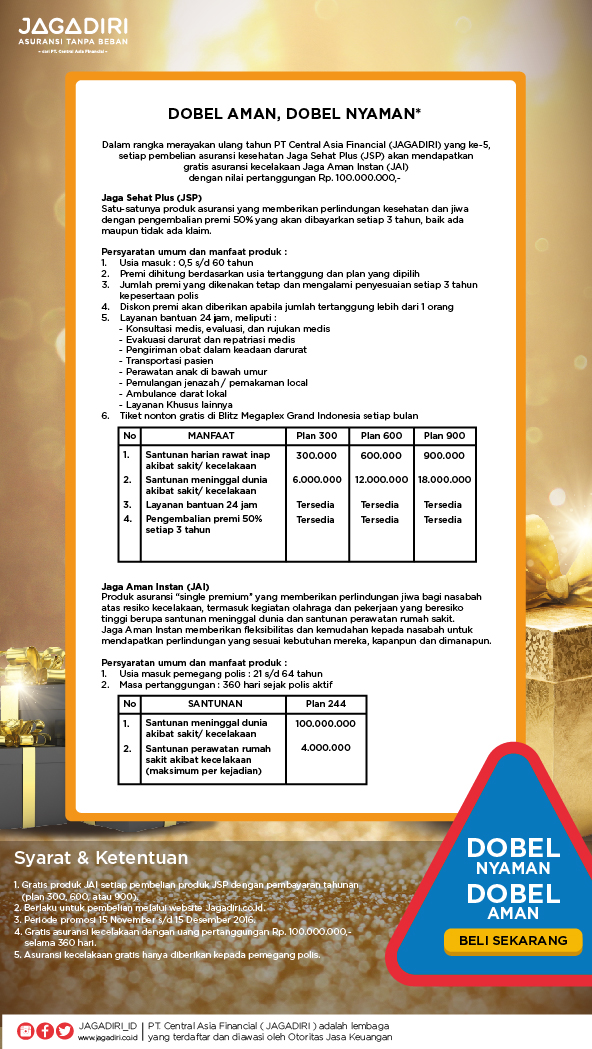 JAGADIRI
ASURANSI TANPA BEBAN
- dari PT. Central Asia Financial -
DOBEL AMAN, DOBEL NYAMAN*
Dalam rangka merayakan ulang tahun PT Central Asia Financial (JAGADIRI) yang ke-5,
setiap pembelian asuransi kesehatan Jaga Sehat Plus (JSP) akan mendapatkan
gratis asuransi kecelakaan Jaga Aman Instan (JAI)
dengan nilai pertanggungan Rp. 100.000.000,-
Jaga Sehat Plus (JSP)
Satu-satunya produk asuransi yang memberikan perlindungan kesehatan dan jiwa
dengan pengembalian premi 50% yang akan dibayarkan setiap 3 tahun, baik ada
maupun tidak ada klaim.
Persyaratan umum dan manfaat produk :
1. Usia masuk : 0,5 s/d 60 tahun
2. Premi dihitung berdasarkan usia tertanggung dan plan yang dipilih
3. Jumlah premi yang dikenakan tetap dan mengalami penyesuaian setiap 3 tahun
kepesertaan polis
4. Diskon premi akan diberikan apabila jumlah tertanggung lebih dari 1 orang
5. Layanan bantuan 24 jam, meliputi :
- Konsultasi medis, evaluasi, dan rujukan medis
- Evakuasi darurat dan repatriasi medis
- Pengiriman obat dalam keadaan darurat
- Transportasi pasien
- Perawatan anak di bawah umur
- Pemulangan jenazah / pemakaman local
- Ambulance darat lokal
- Layanan Khusus lainnya
6. Tiket nonton gratis di Blitz Megaplex Grand Indonesia setiap bulan
No MANFAAT Plan 300 Plan 600 Plan 900
1. Santunan harian rawat inap 300.000 600.000 900.000
akibat sakit/ kecelakaan
2. Santunan meninggal dunia 6.000.000 12.000.000 18.000.000
akibat sakit/ kecelakaan
3. Layanan bantuan 24 jam Tersedia Tersedia Tersedia
4. Pengembalian premi 50% Tersedia Tersedia Tersedia
setiap 3 tahun
Jaga Aman Instan (JAI)
Produk asuransi "single premium" yang memberikan perlindungan jiwa bagi nasabah
atas resiko kecelakaan, termasuk kegiatan olahraga dan pekerjaan yang beresiko
tinggi berupa santunan meninggal dunia dan santunan perawatan rumah sakit.
Jaga Aman Instan memberikan fleksibilitas dan kemudahan kepada nasabah untuk
mendapatkan perlindungan yang sesuai kebutuhan mereka, kapanpun dan dimanapun.
Persyaratan umum dan manfaat produk :
1. Usia masuk pemegang polis : 21 s/d 64 tahun
2. Masa pertanggungan : 360 hari sejak polis aktif
No SANTUNAN Plan 244
1. Santunan meninggal dunia 100.000.000
akibat sakit/ kecelakaan
2. Santunan perawatan rumah 4.000.000
sakit akibat kecelakaan
(maksimum per kejadian)
Syarat & Ketentuan
1. Gratis produk JAI setiap pembelian produk JSP dengan pembayaran tahunan
(plan 300, 600, atau 900).
2. Berlaku untuk pembelian melalui website Jagadiri.co.id.
3. Periode promosi 15 November s/d 15 Desember 2016.
4. Gratis asuransi kecelakaan dengan uang pertanggungan Rp. 100.000.000,-
selama 360 hari.
5. Asuransi kecelakaan gratis hanya diberikan kepada pemegang polis.
DOBEL
NYAMAN
DOBEL
AMAN
BELI SEKARANG
JAGADIRI_ID
www.jagadiri.co.id
PT. Central Asia Financial ( JAGADIRI ) adalah lembaga
yang terdaftar dan diawasi oleh Otoritas Jasa Keuangan